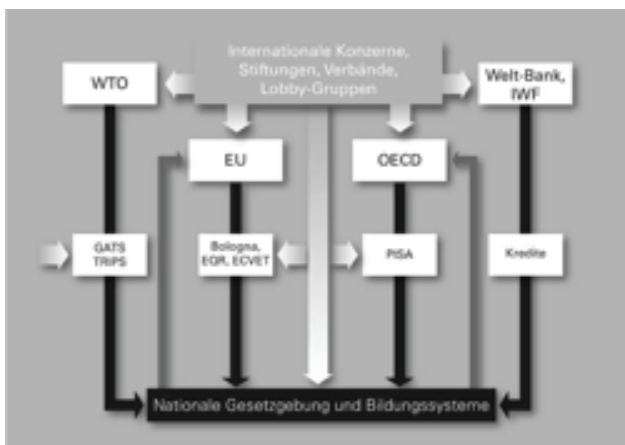 Internationale Konzerne,
Stiftungen, Verbände,
Lobby-Gruppen
WTO
Welt-Bank,
IWF
EU
OECD
GATS
TRIPS
Bologna,
EQR, ECVET
PISA
Kredite
Nationale Gesetzgebung und Bildungssysteme